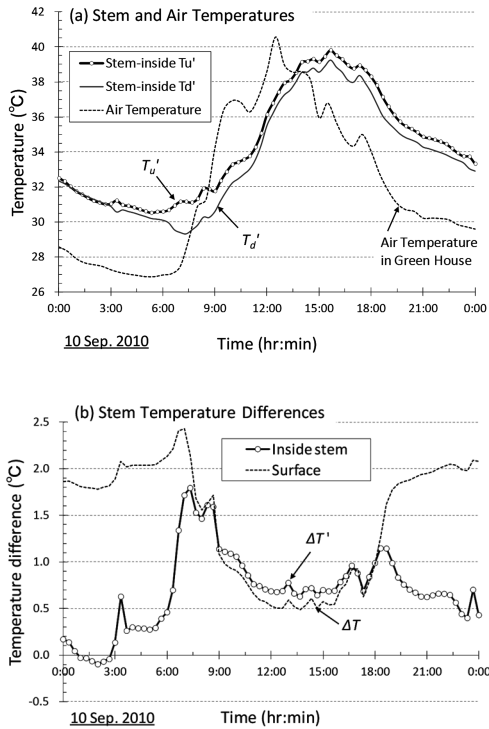 (a) Stem and Air Temperatures
Temperature (℃)
42
40
38
36
34
32
30
28
26
Stem-inside Tu'
Stem-inside Td'
Air Temperature
Tu'
Td'
Air Temperature
in Green House
0:00 3:00 6:00 9:00 12:00 15:00 18:00 21:00 0:00
10 Sep. 2010
Time (hr:min)
(b) Stem Temperature Differences
Temperature difference (℃)
2.5
2.0
1.5
1.0
0.5
0.0
-0.5
Inside stem
Surface
ΔT'
ΔT
0:00 3:00 6:00 9:00 12:00 15:00 18:00 21:00 0:00
10 Sep. 2010
Time (hr:min)